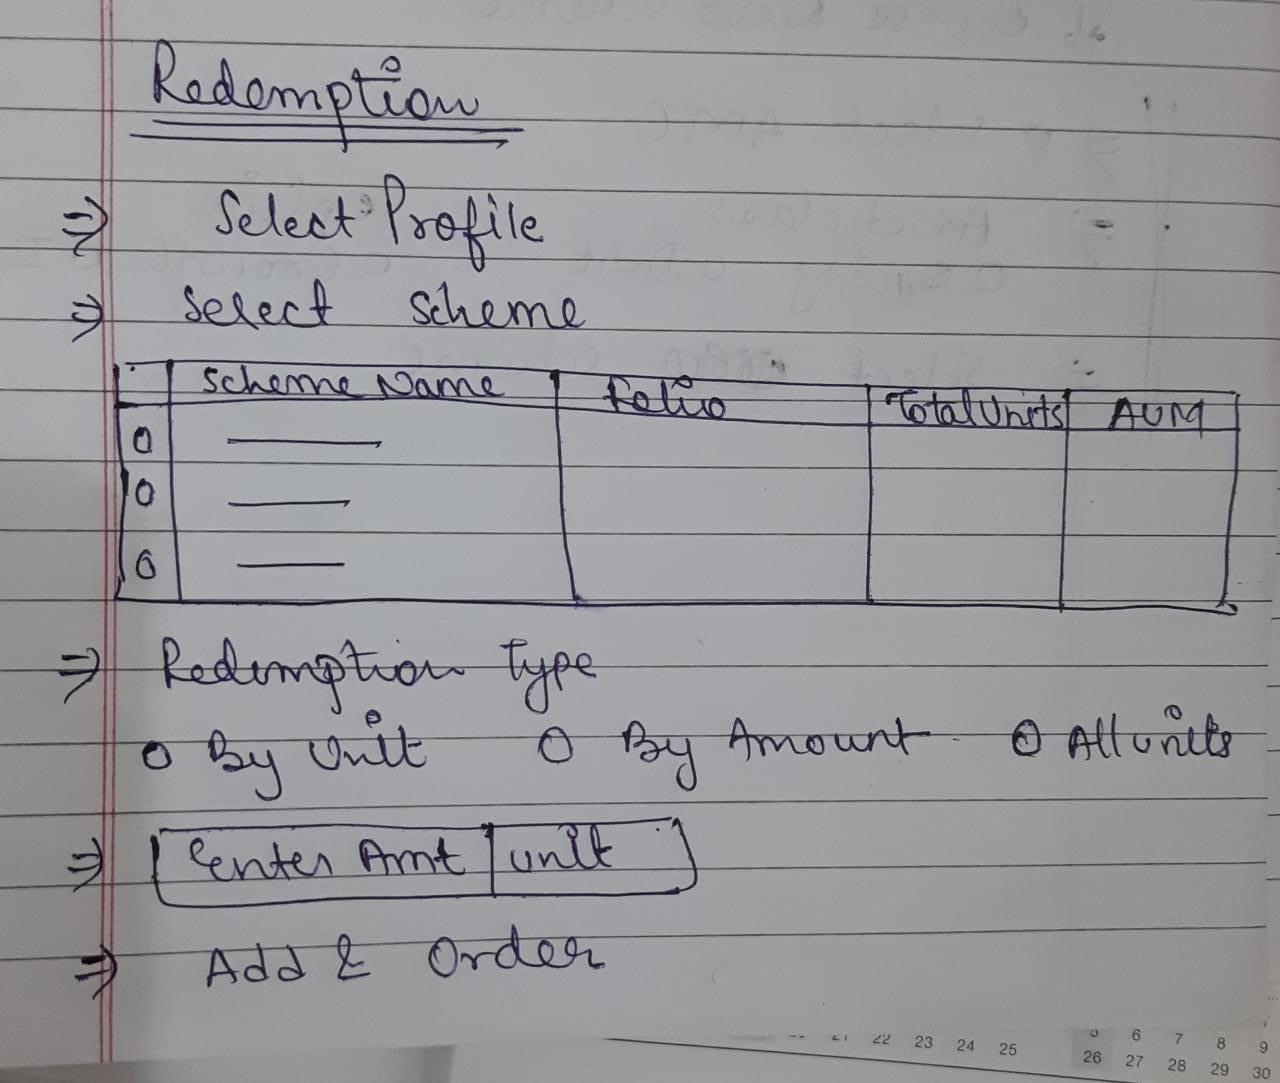 Redemption
⇒ Select Profile
⇒ Select Scheme
Scheme Name Folio Total Units AUM
⇒ Redemption Type
O By Unit O By Amount O All units
⇒ Enter Amt | unit
⇒ Add & Order
22 23 24 25 5 6 7 8 9
26 27 28 29 30